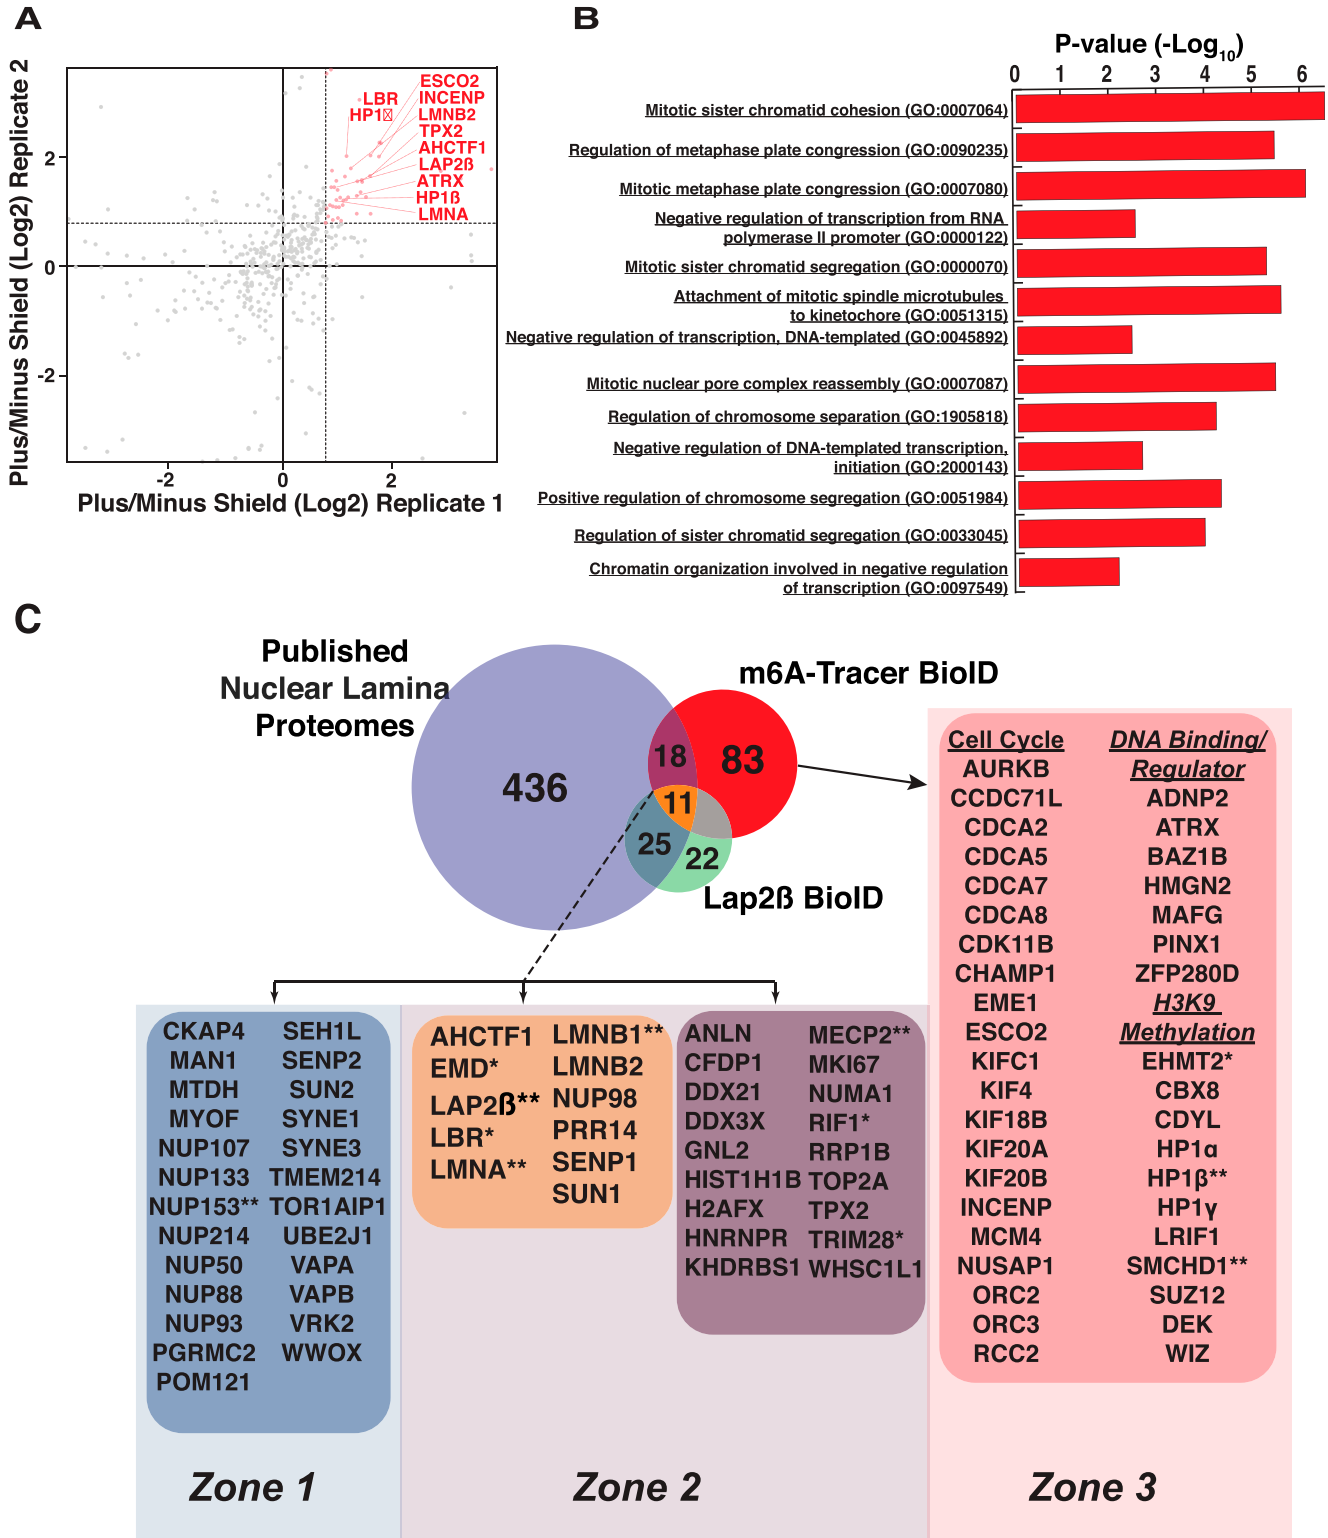 A
Plus/Minus Shield (Log2) Replicate 2
2
0
-2
-2
0
2
Plus/Minus Shield (Log2) Replicate 1
LBR
HP1
ESCO2
INCENP
LMNB2
TPX2
AHCTF1
LAP2ß
ATRX
HP1ß
LMNA
B
P-value (-Log10)
0 1 2 3 4 5 6
Mitotic sister chromatid cohesion (GO:0007064)
Regulation of metaphase plate congression (GO:0090235)
Mitotic metaphase plate congression (GO:0007080)
Negative regulation of transcription from RNA
polymerase II promoter (GO:0000122)
Mitotic sister chromatid segregation (GO:0000070)
Attachment of mitotic spindle microtubules
to kinetochore (GO:0051315)
Negative regulation of transcription, DNA-templated (GO:0045892)
Mitotic nuclear pore complex reassembly (GO:0007087)
Regulation of chromosome separation (GO:1905818)
Negative regulation of DNA-templated transcription,
initiation (GO:2000143)
Positive regulation of chromosome segregation (GO:0051984)
Regulation of sister chromatid segregation (GO:0033045)
Chromatin organization involved in negative regulation
of transcription (GO:0097549)
C
Published
Nuclear Lamina
Proteomes
m6A-Tracer BioID
Lap2ß BioID
436
18
83
11
25
22
CKAP4
MAN1
MTDH
MYOF
NUP107
NUP133
NUP153**
NUP214
NUP50
NUP88
NUP93
PGRMC2
POM121
SEH1L
SENP2
SUN2
SYNE1
SYNE3
TMEM214
TOR1AIP1
UBE2J1
VAPA
VAPB
VRK2
WWOX
Zone 1
AHCTF1
EMD*
LAP2ß**
LBR*
LMNA**
LMNB1**
LMNB2
NUP98
PRR14
SENP1
SUN1
ANLN
CFDP1
DDX21
DDX3X
GNL2
HIST1H1B
H2AFX
HNRNPR
KHDRBS1
MECP2**
MKI67
NUMA1
RIF1*
RRP1B
TOP2A
TPX2
TRIM28*
WHSC1L1
Zone 2
Cell Cycle
AURKB
CCDC71L
CDCA2
CDCA5
CDCA7
CDCA8
CDK11B
CHAMP1
EME1
ESCO2
KIFC1
KIF4
KIF18B
KIF20A
KIF20B
INCENP
MCM4
NUSAP1
ORC2
ORC3
RCC2
DNA Binding/
Regulator
ADNP2
ATRX
BAZ1B
HMGN2
MAFG
PINX1
ZFP280D
H3K9
Methylation
EHMT2*
CBX8
CDYL
HP1α
HP1β**
HP1γ
LRIF1
SMCHD1**
SUZ12
DEK
WIZ
Zone 3